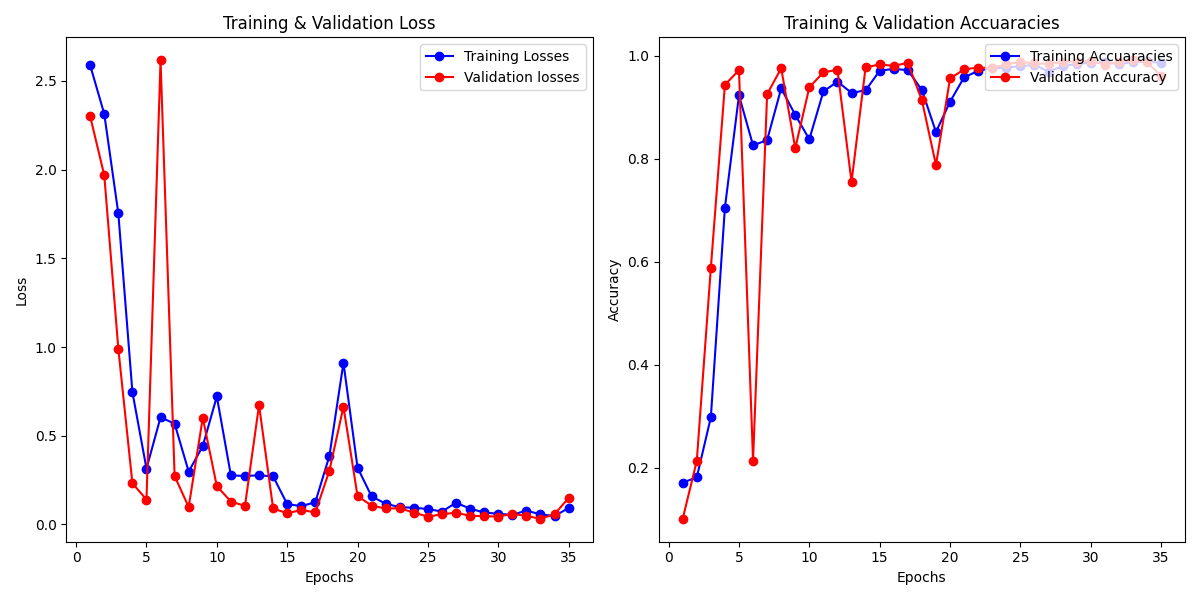 Training & Validation Loss
Training Losses
Validation losses
2.5
2.0
1.5
1.0
0.5
0.0
Loss
0
5
10
15
20
25
30
35
Epochs
Training & Validation Accuaracies
Training Accuaracies
Validation Accuracy
1.0
0.8
0.6
0.4
0.2
Accuracy
0
5
10
15
20
25
30
35
Epochs